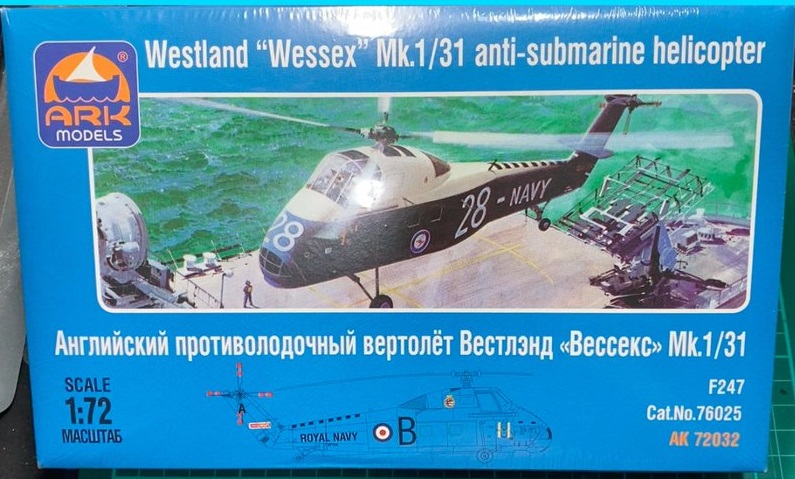 Westland “Wessex” Mk.1/31 anti-submarine helicopter
®
ARK
MODELS
28
28 - NAVY
Английский противолодочный вертолёт Вестлэнд «Вессекс» Mk.1/31
SCALE
1:72
МАСШТАБ
A
ROYAL NAVY
B
F247
Cat.No.76025
AK 72032